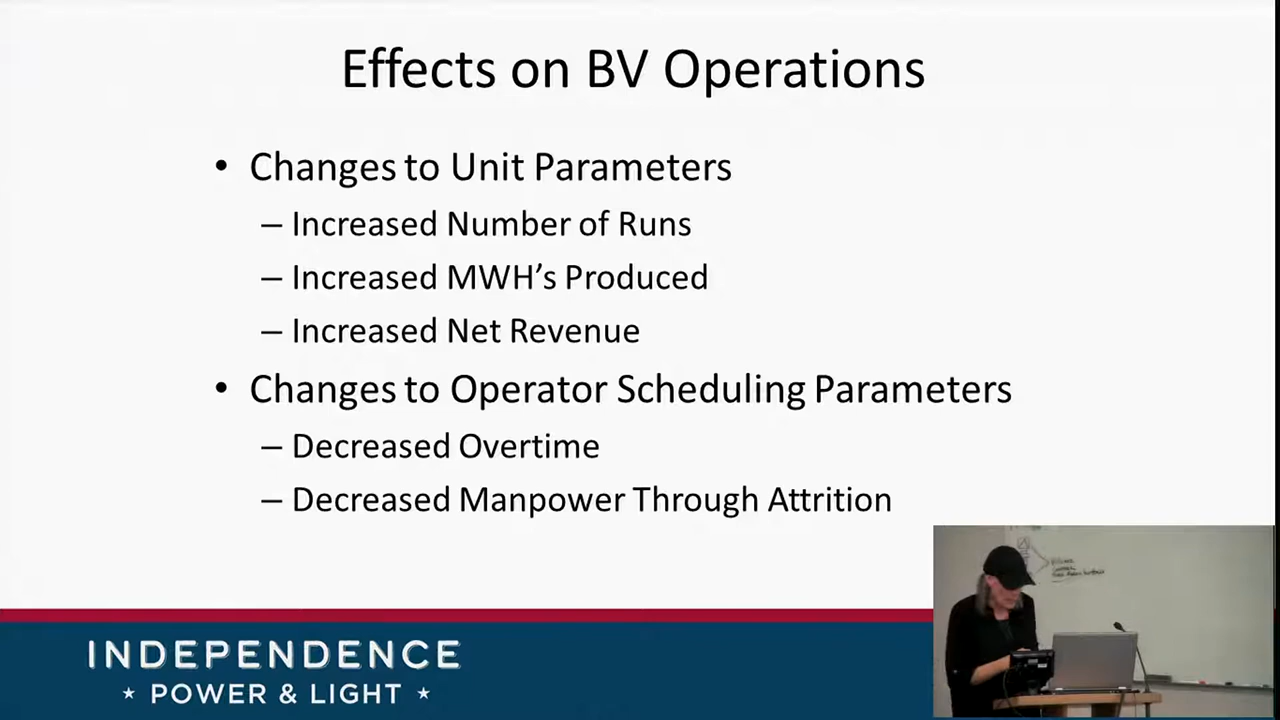 Effects on BV Operations
• Changes to Unit Parameters
– Increased Number of Runs
– Increased MWH's Produced
– Increased Net Revenue
• Changes to Operator Scheduling Parameters
– Decreased Overtime
– Decreased Manpower Through Attrition
INDEPENDENCE
★ POWER & LIGHT ★